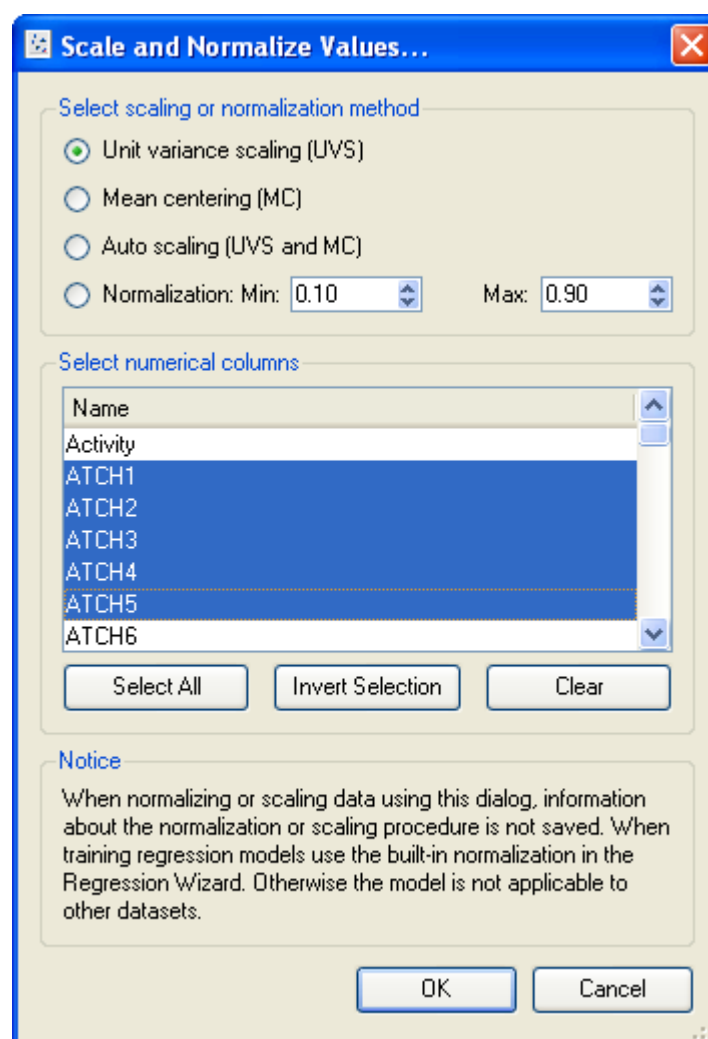 Scale and Normalize Values...
Select scaling or normalization method
Unit variance scaling (UVS)
Mean centering (MC)
Auto scaling (UVS and MC)
Normalization: Min: 0.10 Max: 0.90
Select numerical columns
Name
Activity
ATCH1
ATCH2
ATCH3
ATCH4
ATCH5
ATCH6
Select All Invert Selection Clear
Notice
When normalizing or scaling data using this dialog, information
about the normalization or scaling procedure is not saved. When
training regression models use the built-in normalization in the
Regression Wizard. Otherwise the model is not applicable to
other datasets.
OK Cancel